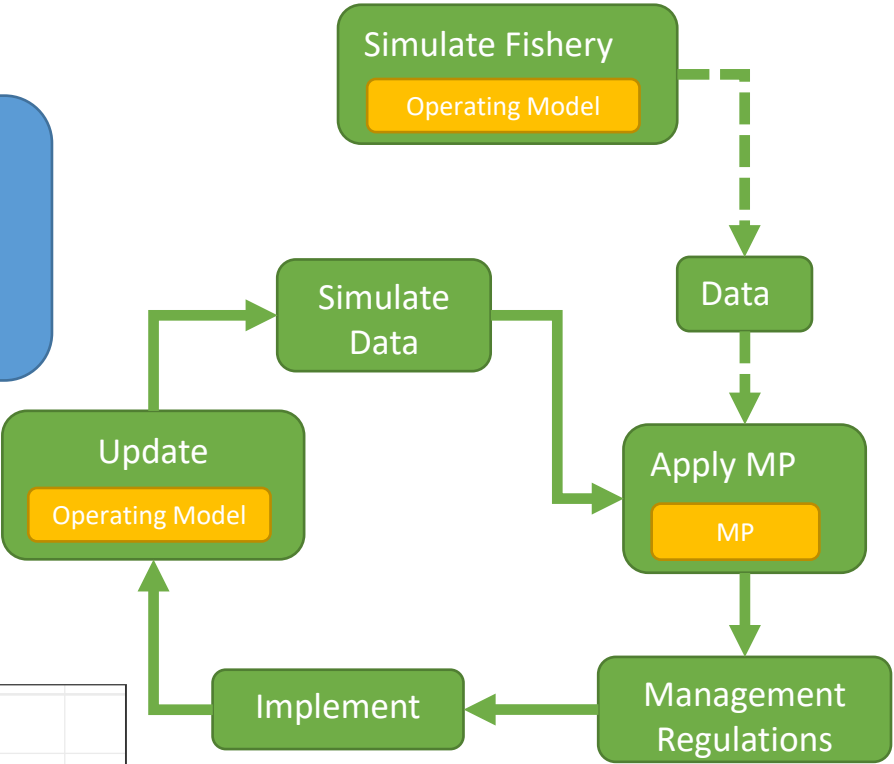 Simulate Fishery
Operating Model
Data
Simulate
Data
Update
Operating Model
Apply MP
MP
Implement
Management
Regulations